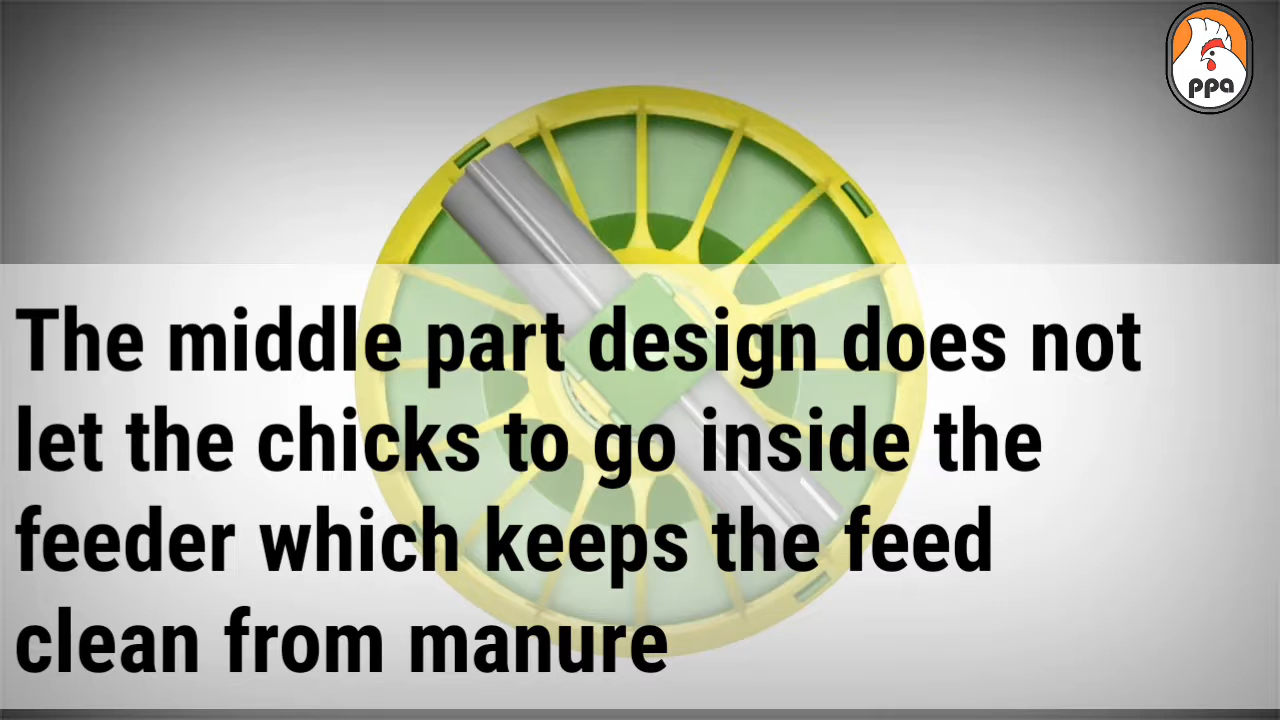 ppa
The middle part design does not
let the chicks to go inside the
feeder which keeps the feed
clean from manure